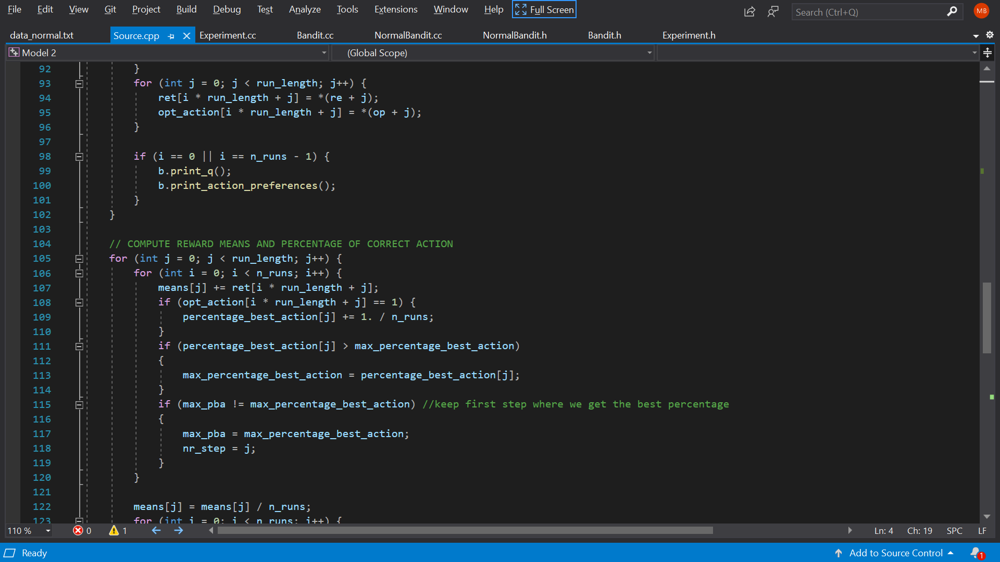 File Edit View Git Project Build Debug Test Analyze Tools Extensions Window Help Full Screen Search (Ctrl+Q) MB
data_normal.txt Source.cpp Experiment.cc Bandit.cc NormalBandit.cc NormalBandit.h Bandit.h Experiment.h
Model 2 (Global Scope)
92 }
93 for (int j = 0; j < run_length; j++) {
94 ret[i * run_length + j] = *(re + j);
95 opt_action[i * run_length + j] = *(op + j);
96 }
97
98 if (i == 0 || i == n_runs - 1) {
99 b.print_q();
100 b.print_action_preferences();
101 }
102 }
103
104 // COMPUTE REWARD MEANS AND PERCENTAGE OF CORRECT ACTION
105 for (int j = 0; j < run_length; j++) {
106 for (int i = 0; i < n_runs; i++) {
107 means[j] += ret[i * run_length + j];
108 if (opt_action[i * run_length + j] == 1) {
109 percentage_best_action[j] += 1. / n_runs;
110 }
111 if (percentage_best_action[j] > max_percentage_best_action)
112 {
113 max_percentage_best_action = percentage_best_action[j];
114 }
115 if (max_pba != max_percentage_best_action) //keep first step where we get the best percentage
116 {
117 max_pba = max_percentage_best_action;
118 nr_step = j;
119 }
120 }
121
122 means[j] = means[j] / n_runs;
123 for (int i = 0; i < n_runs; i++) {
110 % 0 1 Ln: 4 Ch: 19 SPC LF
Ready Add to Source Control 1